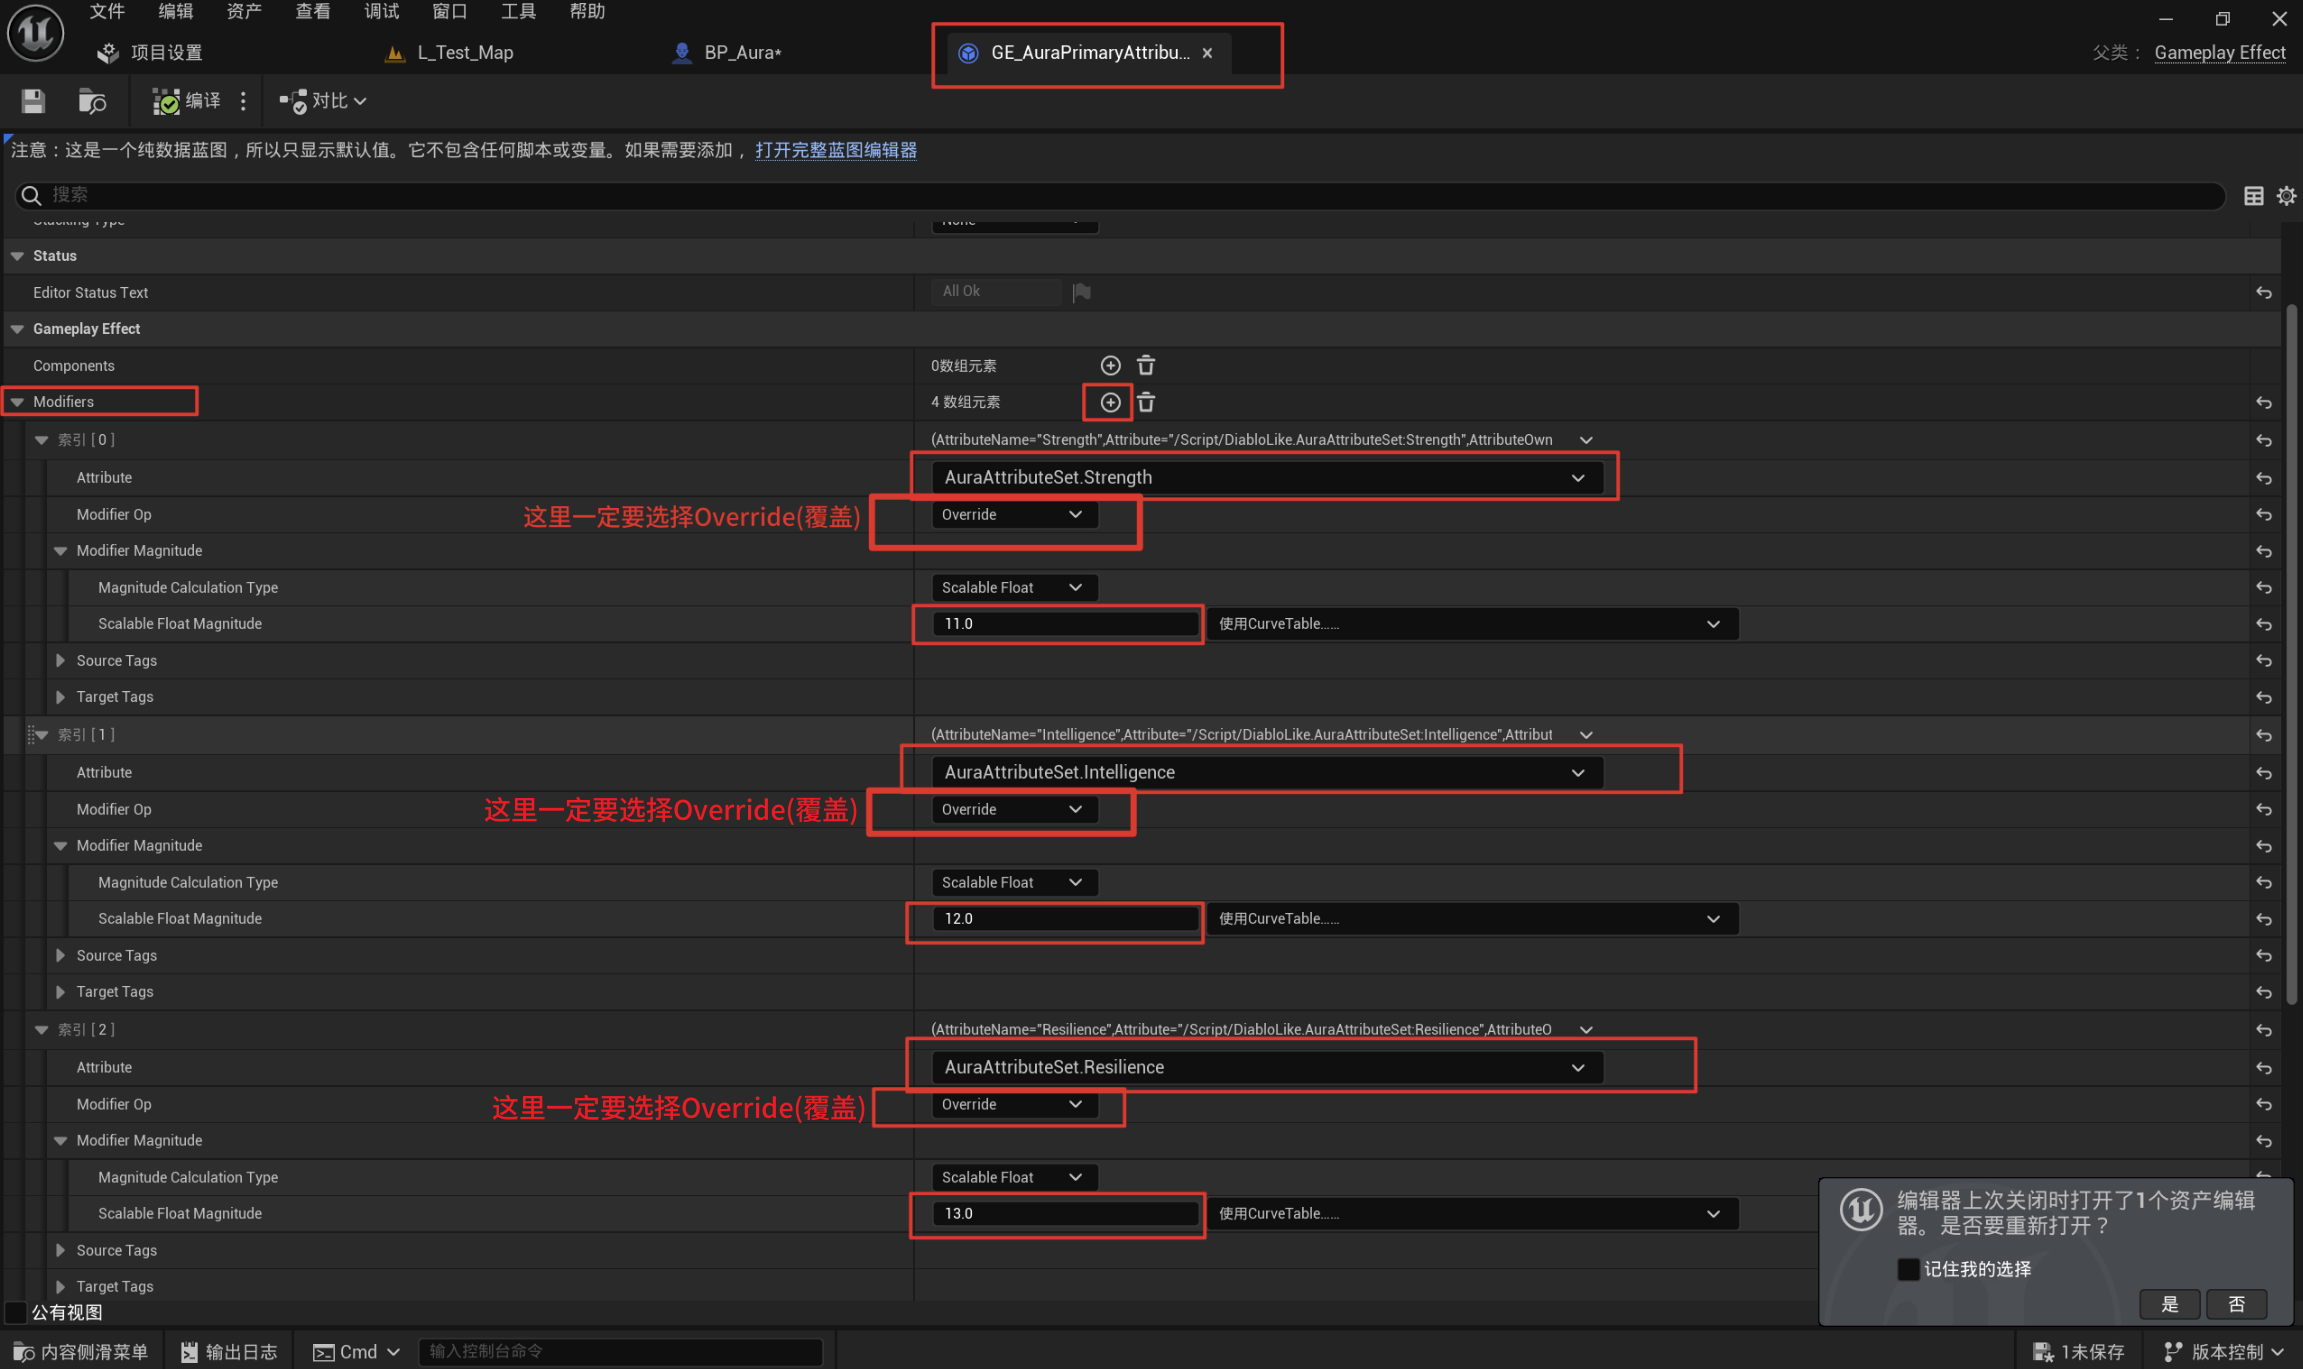 文件 编辑 资产 查看 调试 窗口 工具 帮助
项目设置 L_Test_Map BP_Aura* GE_AuraPrimaryAttribu... 父类： Gameplay Effect
编译 对比
注意：这是一个纯数据蓝图，所以只显示默认值。它不包含任何脚本或变量。如果需要添加， 打开完整蓝图编辑器
搜索
Stacking Type None
Status
Editor Status Text All Ok
Gameplay Effect
Components 0数组元素
Modifiers 4 数组元素
索引 [ 0 ] (AttributeName="Strength",Attribute="/Script/DiabloLike.AuraAttributeSet:Strength",AttributeOwn
Attribute AuraAttributeSet.Strength
Modifier Op 这里一定要选择Override(覆盖) Override
Modifier Magnitude
Magnitude Calculation Type Scalable Float
Scalable Float Magnitude 11.0 使用CurveTable……
Source Tags
Target Tags
索引 [ 1 ] (AttributeName="Intelligence",Attribute="/Script/DiabloLike.AuraAttributeSet:Intelligence",Attribut
Attribute AuraAttributeSet.Intelligence
Modifier Op 这里一定要选择Override(覆盖) Override
Modifier Magnitude
Magnitude Calculation Type Scalable Float
Scalable Float Magnitude 12.0 使用CurveTable……
Source Tags
Target Tags
索引 [ 2 ] (AttributeName="Resilience",Attribute="/Script/DiabloLike.AuraAttributeSet:Resilience",AttributeO
Attribute AuraAttributeSet.Resilience
Modifier Op 这里一定要选择Override(覆盖) Override
Modifier Magnitude
Magnitude Calculation Type Scalable Float
Scalable Float Magnitude 13.0 使用CurveTable……
Source Tags
Target Tags
编辑器上次关闭时打开了1个资产编辑
器。是否要重新打开？
记住我的选择
是 否
公有视图
内容侧滑菜单 输出日志 Cmd 输入控制台命令 1未保存 版本控制